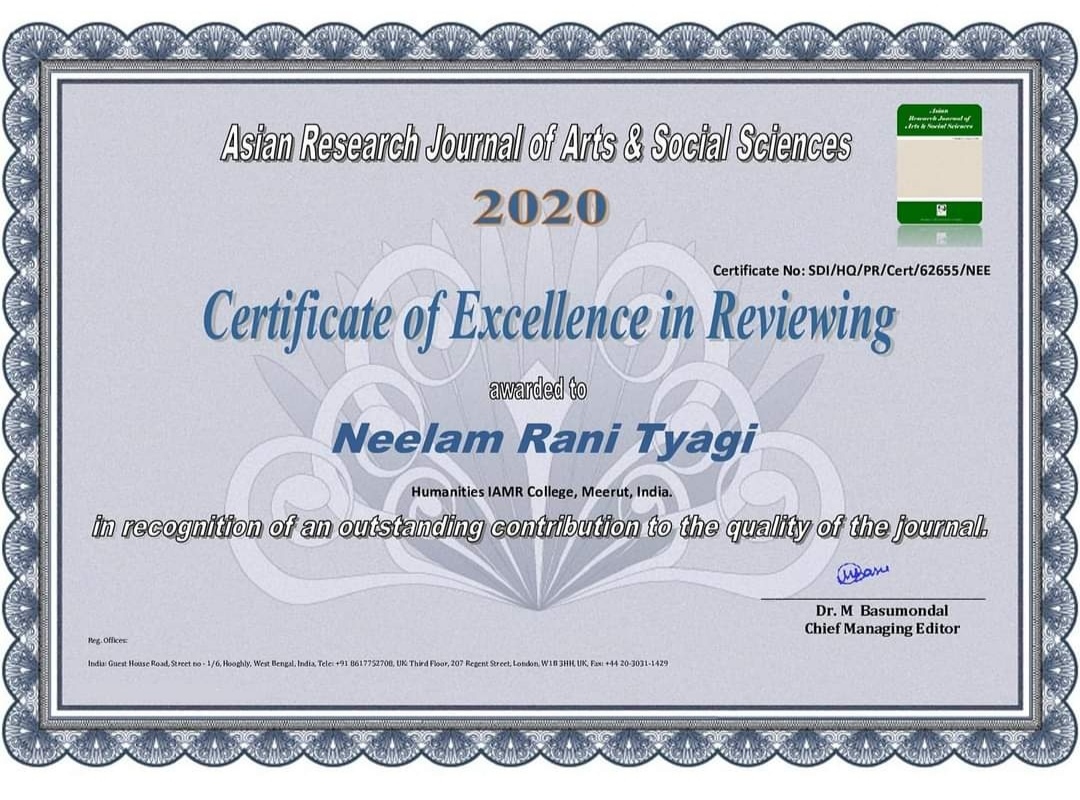 Asian Research Journal of Arts & Social Sciences
Asian
Research Journal of
Arts & Social Sciences
2020
Certificate No: SDI/HQ/PR/Cert/62655/NEE
Certificate of Excellence in Reviewing
awarded to
Neelam Rani Tyagi
Humanities IAMR College, Meerut, India.
in recognition of an outstanding contribution to the quality of the journal.
Dr. M Basumondal
Chief Managing Editor
Reg. Offices:
India: Guest House Road, Street no - 1/6, Hooghly, West Bengal, India, Tele: +91 8617752708, UK: Third Floor, 207 Regent Street, London, W1B 3HH, UK, Fax: +44 20-3031-1429